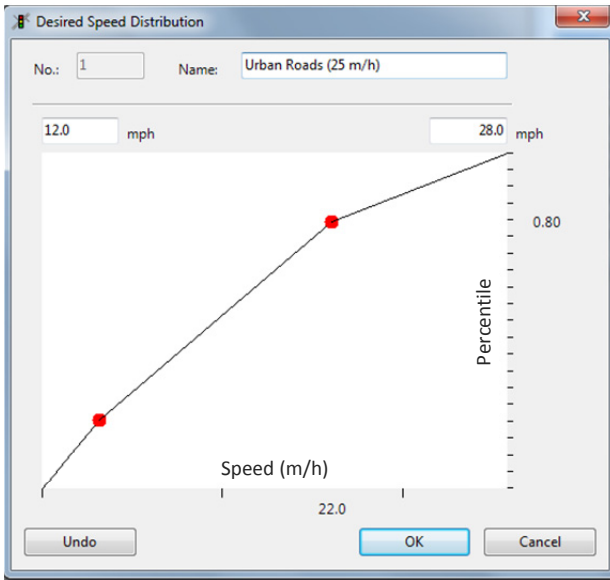 Desired Speed Distribution
No.: 1 Name: Urban Roads (25 m/h)
12.0 mph 28.0 mph
0.80
Percentile
Speed (m/h)
22.0
Undo OK Cancel